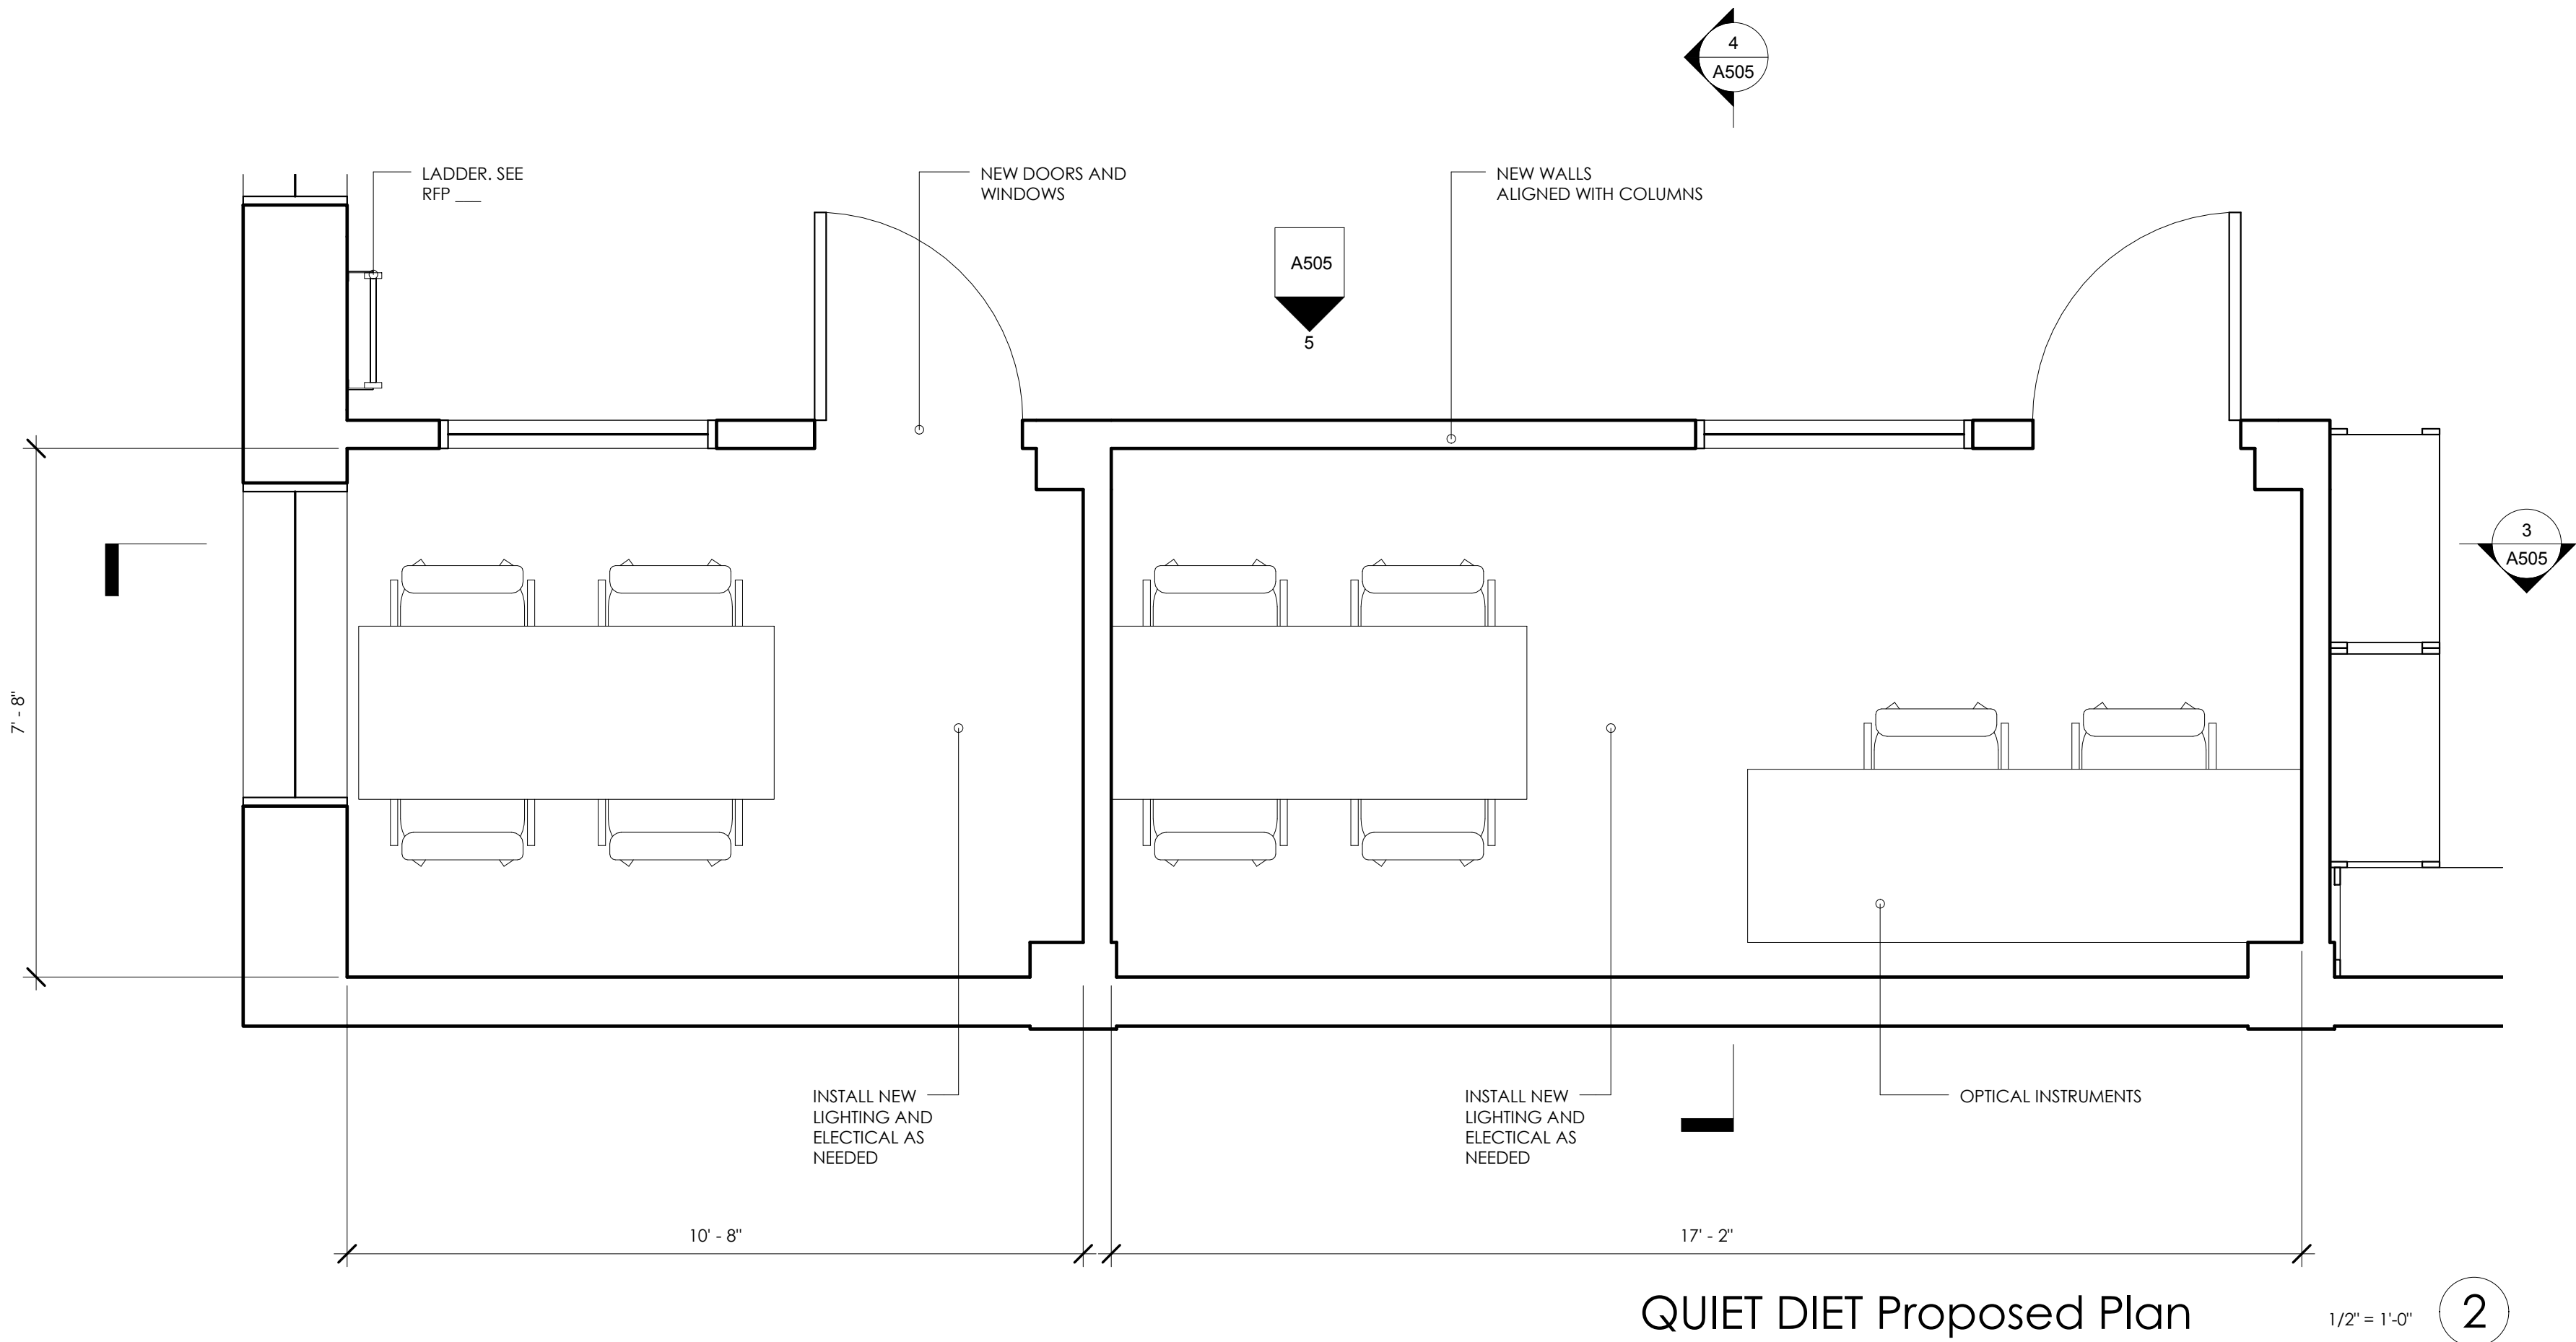 4
A505
LADDER. SEE
RFP ___
NEW DOORS AND
WINDOWS
NEW WALLS
ALIGNED WITH COLUMNS
A505
5
3
A505
7' - 8"
INSTALL NEW
LIGHTING AND
ELECTICAL AS
NEEDED
INSTALL NEW
LIGHTING AND
ELECTICAL AS
NEEDED
OPTICAL INSTRUMENTS
10' - 8"
17' - 2"
QUIET DIET Proposed Plan
1/2" = 1'-0"
2